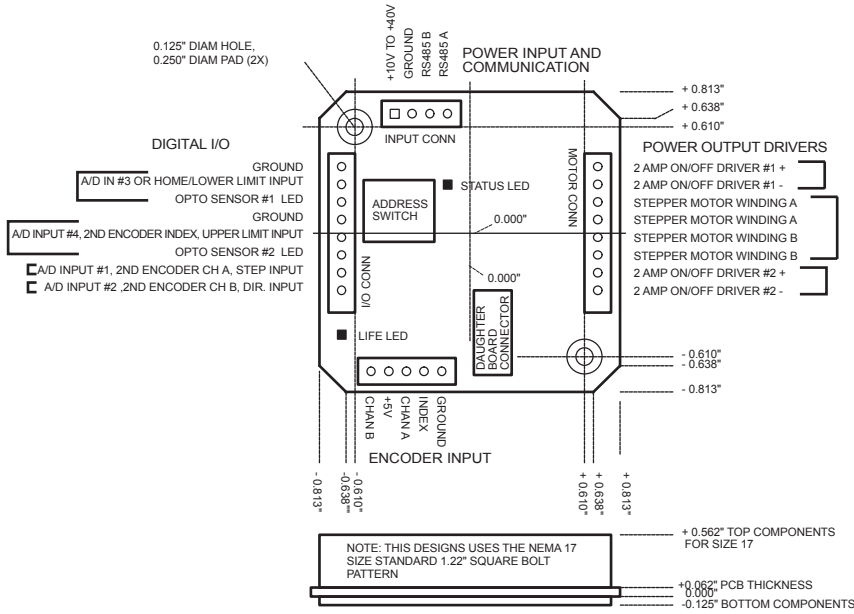 0.125" DIAM HOLE,
0.250" DIAM PAD (2X)
+10V TO +40V
GROUND
RS485 B
RS485 A
POWER INPUT AND
COMMUNICATION
+ 0.813"
+ 0.638"
+ 0.610"
INPUT CONN
DIGITAL I/O
GROUND
A/D IN #3 OR HOME/LOWER LIMIT INPUT
OPTO SENSOR #1 LED
GROUND
A/D INPUT #4, 2ND ENCODER INDEX, UPPER LIMIT INPUT
OPTO SENSOR #2 LED
A/D INPUT #1, 2ND ENCODER CH A, STEP INPUT
A/D INPUT #2 ,2ND ENCODER CH B, DIR. INPUT
I/O CONN
ADDRESS
SWITCH
STATUS LED
0.000"
0.000"
MOTOR CONN
POWER OUTPUT DRIVERS
2 AMP ON/OFF DRIVER #1 +
2 AMP ON/OFF DRIVER #1 -
STEPPER MOTOR WINDING A
STEPPER MOTOR WINDING A
STEPPER MOTOR WINDING B
STEPPER MOTOR WINDING B
2 AMP ON/OFF DRIVER #2 +
2 AMP ON/OFF DRIVER #2 -
LIFE LED
DAUGHTER
BOARD
CONNECTOR
- 0.610"
- 0.638"
- 0.813"
CHAN B
+5V
CHAN A
INDEX
GROUND
ENCODER INPUT
- 0.813"
-0.638""
- 0.610"
+ 0.610"
+ 0.638"
+ 0.813"
NOTE: THIS DESIGNS USES THE NEMA 17
SIZE STANDARD 1.22" SQUARE BOLT
PATTERN
+ 0.562" TOP COMPONENTS
FOR SIZE 17
+0.062" PCB THICKNESS
0.000"
-0.125" BOTTOM COMPONENTS